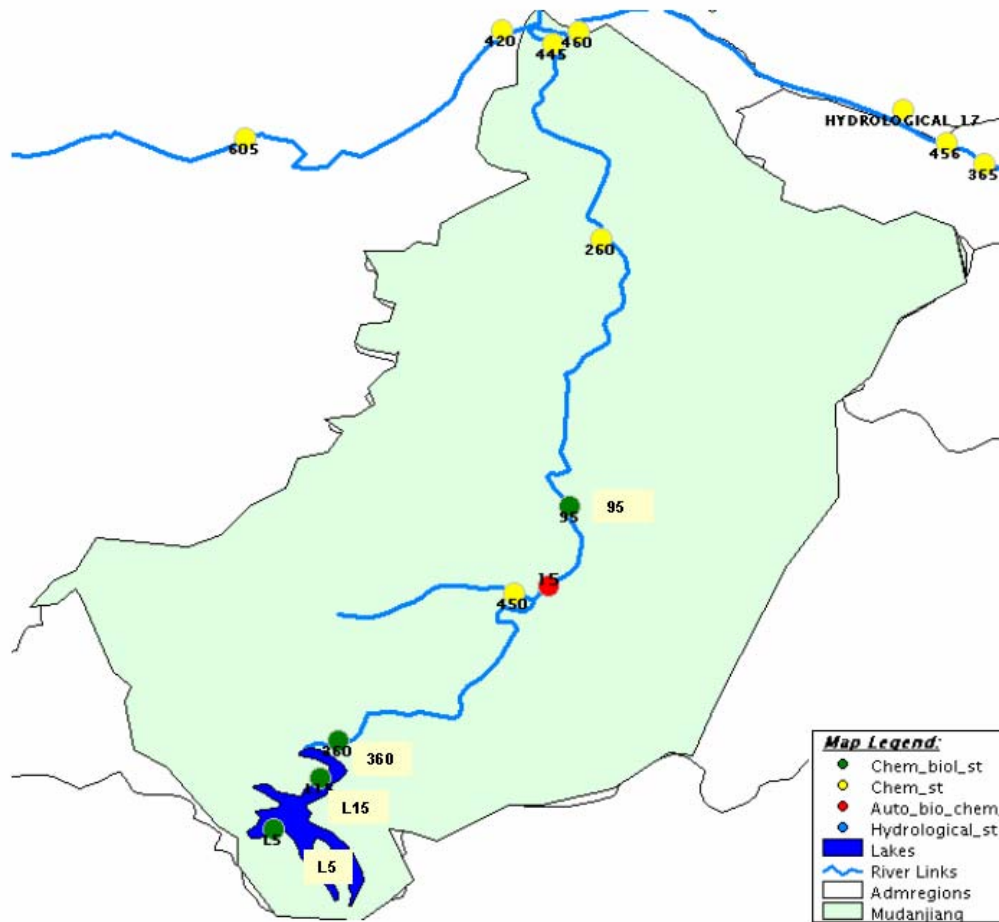 420
460
445
HYDROLOGICAL_17
605
456
365
260
95
95
15
450
360
360
L15
L15
L5
L5
Map Legend:
Chem_biol_st
Chem_st
Auto_bio_chem
Hydrological_st
Lakes
River Links
Admregions
Mudanjiang